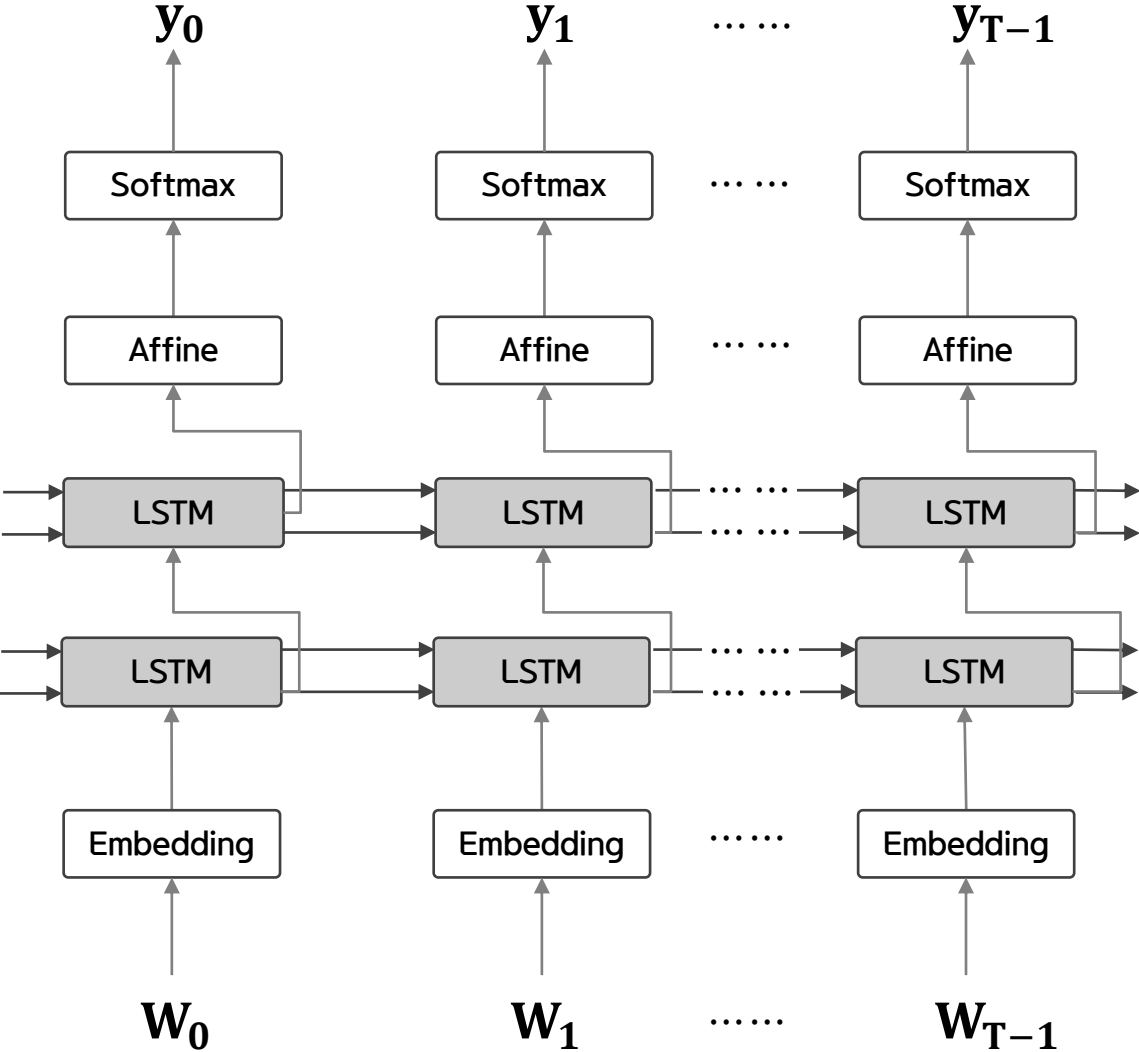 y0 y1 …… yT−1
Softmax Softmax …… Softmax
Affine Affine …… Affine
LSTM LSTM …… …… LSTM
LSTM LSTM …… …… LSTM
Embedding Embedding …… Embedding
W0 W1 …… WT−1